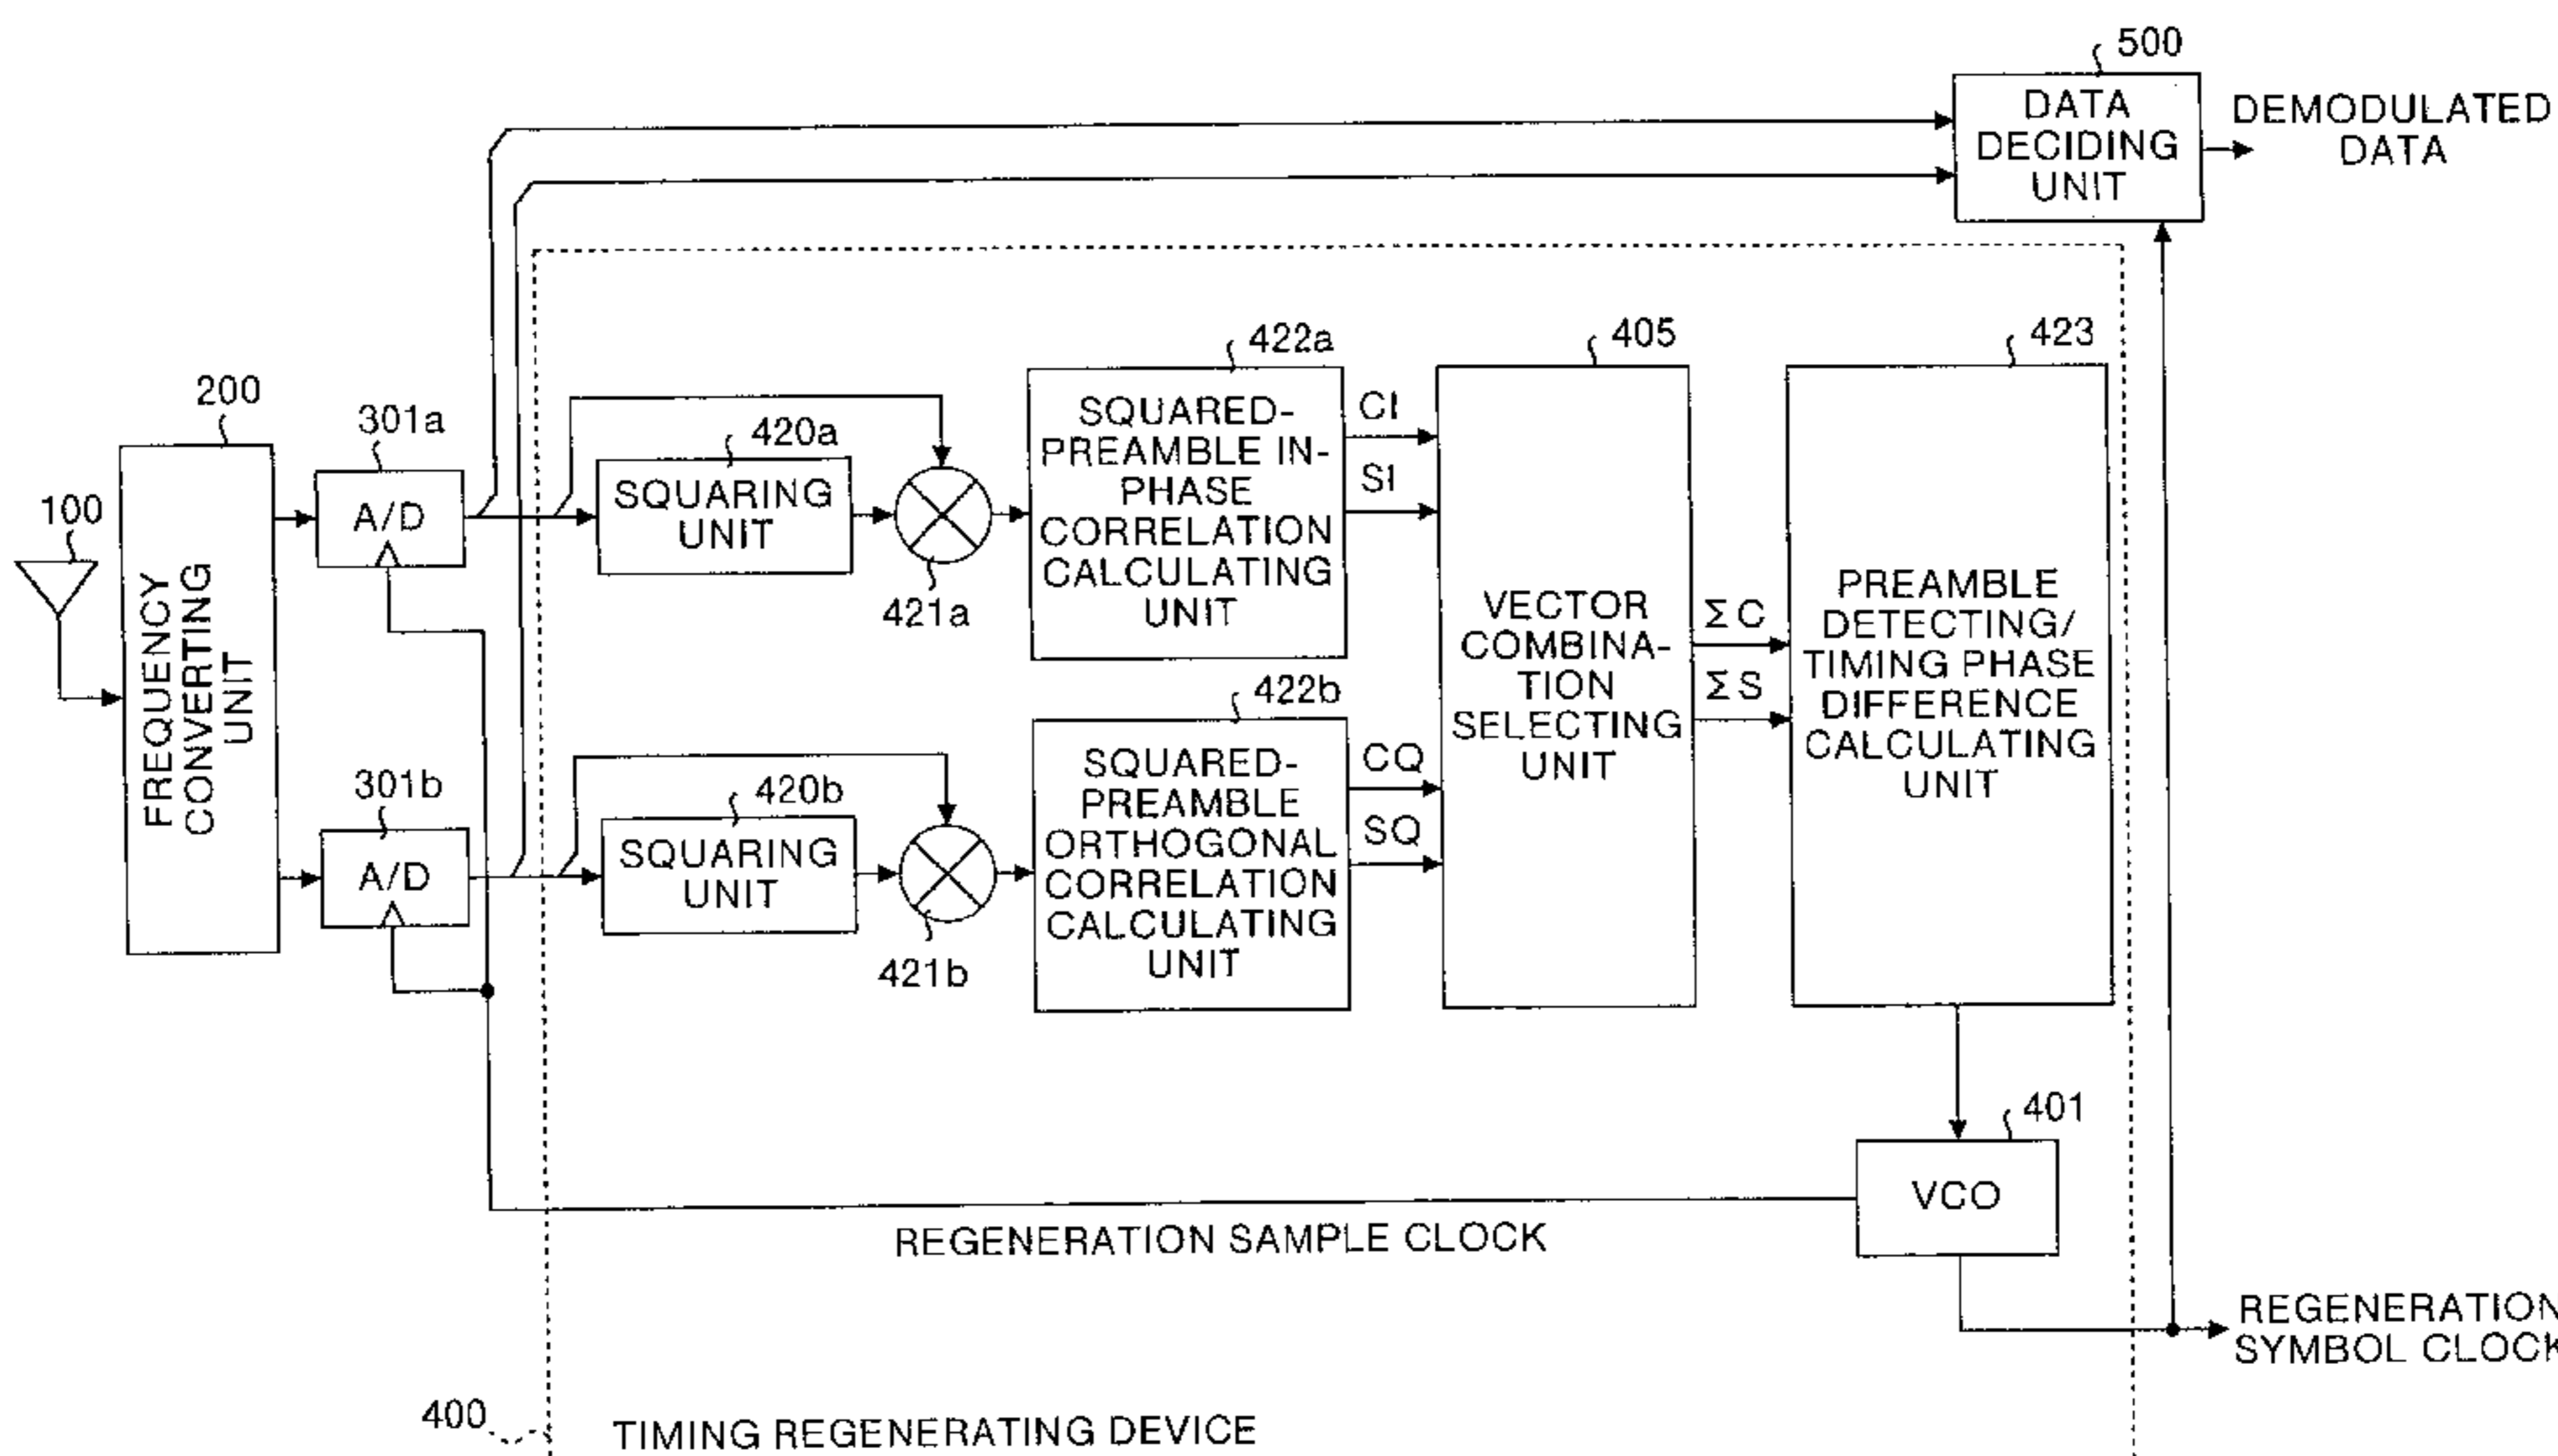 500
DATA
DECIDING
UNIT
DEMODULATED
DATA
200
100
FREQUENCY
CONVERTING
UNIT
301a
A/D
301b
A/D
420a
SQUARING
UNIT
421a
422a
SQUARED-
PREAMBLE IN-
PHASE
CORRELATION
CALCULATING
UNIT
CI
SI
420b
SQUARING
UNIT
421b
422b
SQUARED-
PREAMBLE
ORTHOGONAL
CORRELATION
CALCULATING
UNIT
CQ
SQ
405
VECTOR
COMBINA-
TION
SELECTING
UNIT
ΣC
ΣS
423
PREAMBLE
DETECTING/
TIMING PHASE
DIFFERENCE
CALCULATING
UNIT
401
VCO
REGENERATION SAMPLE CLOCK
REGENERATION
SYMBOL CLOCK
400
TIMING REGENERATING DEVICE